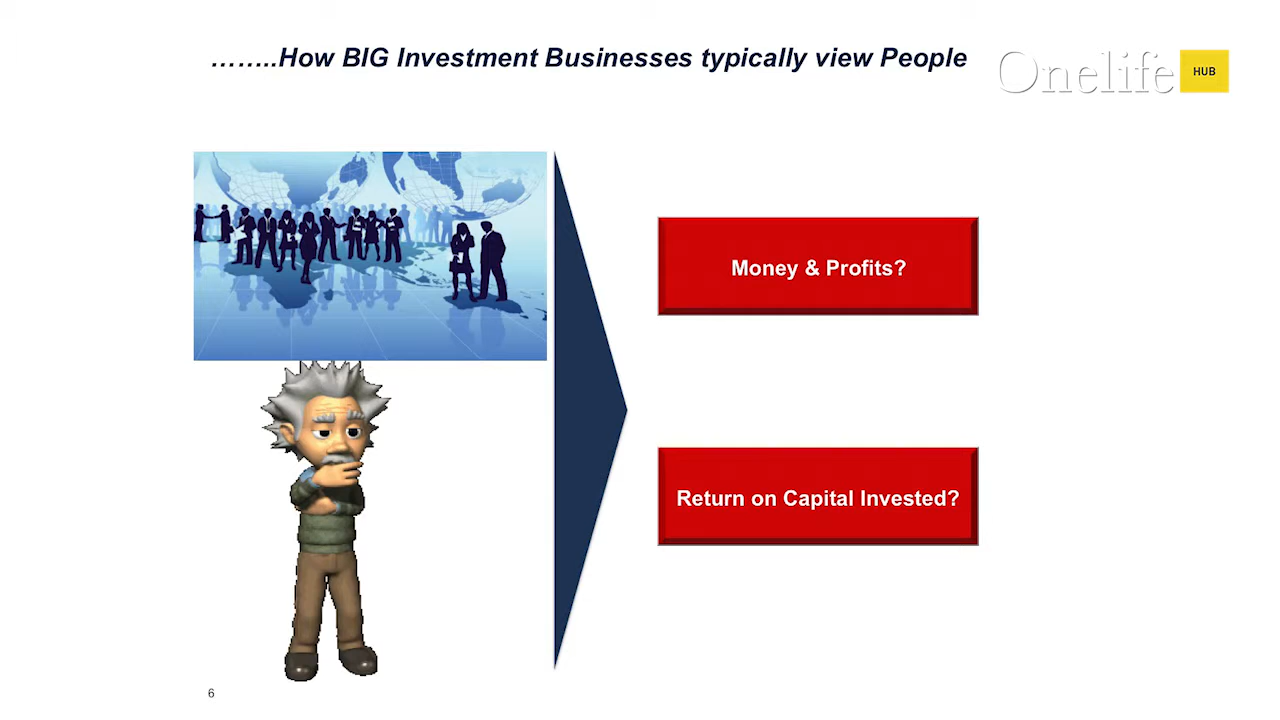 ……..How BIG Investment Businesses typically view People
Onelife
HUB
Money & Profits?
Return on Capital Invested?
6